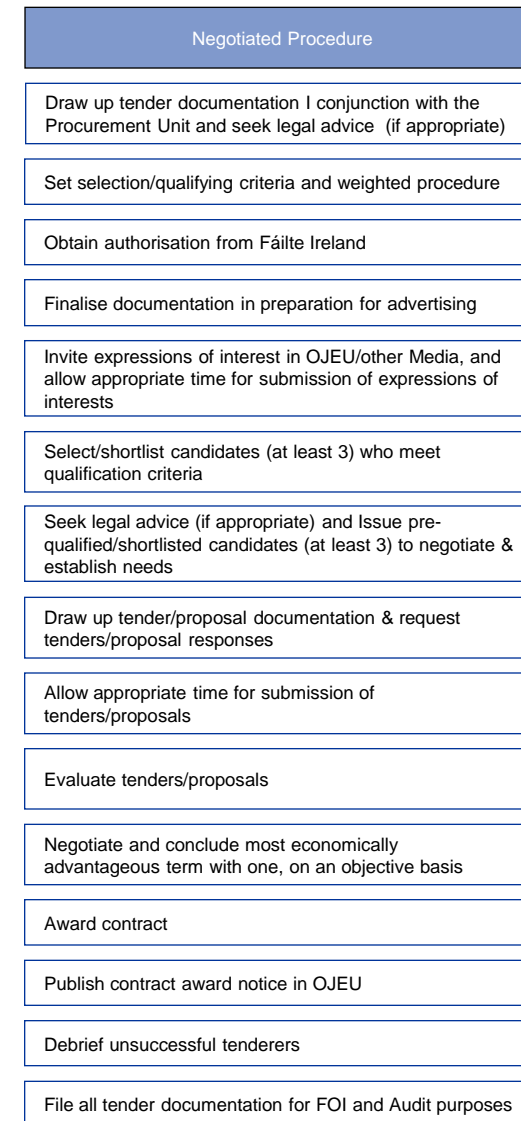 Negotiated Procedure
Draw up tender documentation I conjunction with the
Procurement Unit and seek legal advice (if appropriate)
Set selection/qualifying criteria and weighted procedure
Obtain authorisation from Fáilte Ireland
Finalise documentation in preparation for advertising
Invite expressions of interest in OJEU/other Media, and
allow appropriate time for submission of expressions of
interests
Select/shortlist candidates (at least 3) who meet
qualification criteria
Seek legal advice (if appropriate) and Issue pre-
qualified/shortlisted candidates (at least 3) to negotiate &
establish needs
Draw up tender/proposal documentation & request
tenders/proposal responses
Allow appropriate time for submission of
tenders/proposals
Evaluate tenders/proposals
Negotiate and conclude most economically
advantageous term with one, on an objective basis
Award contract
Publish contract award notice in OJEU
Debrief unsuccessful tenderers
File all tender documentation for FOI and Audit purposes